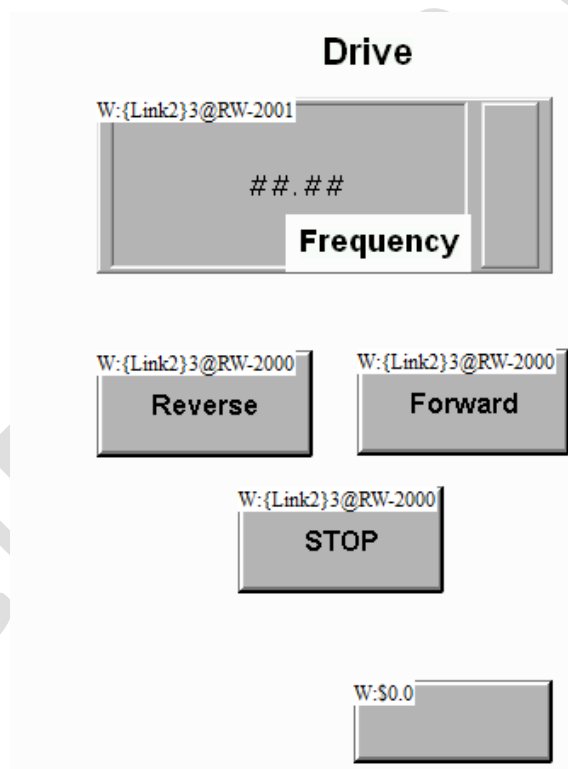 Drive
W:{Link2}3@RW-2001
##.##
Frequency
W:{Link2}3@RW-2000
Reverse
W:{Link2}3@RW-2000
Forward
W:{Link2}3@RW-2000
STOP
W:$0.0